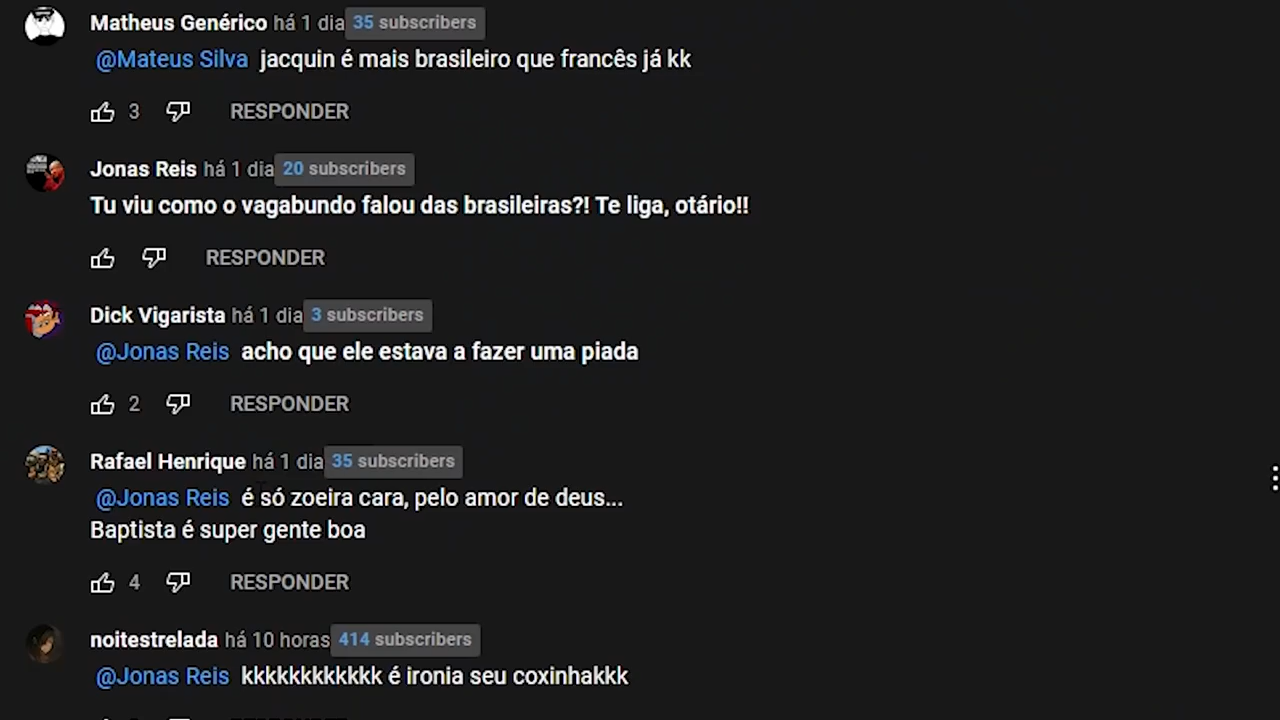 Matheus Genérico há 1 dia 35 subscribers
@Mateus Silva jacquin é mais brasileiro que francês já kk
3 RESPONDER
Jonas Reis há 1 dia 20 subscribers
Tu viu como o vagabundo falou das brasileiras?! Te liga, otário!!
RESPONDER
Dick Vigarista há 1 dia 3 subscribers
@Jonas Reis acho que ele estava a fazer uma piada
2 RESPONDER
Rafael Henrique há 1 dia 35 subscribers
@Jonas Reis é só zoeira cara, pelo amor de deus...
Baptista é super gente boa
4 RESPONDER
noitestrelada há 10 horas 414 subscribers
@Jonas Reis kkkkkkkkkkkk é ironia seu coxinhakkk